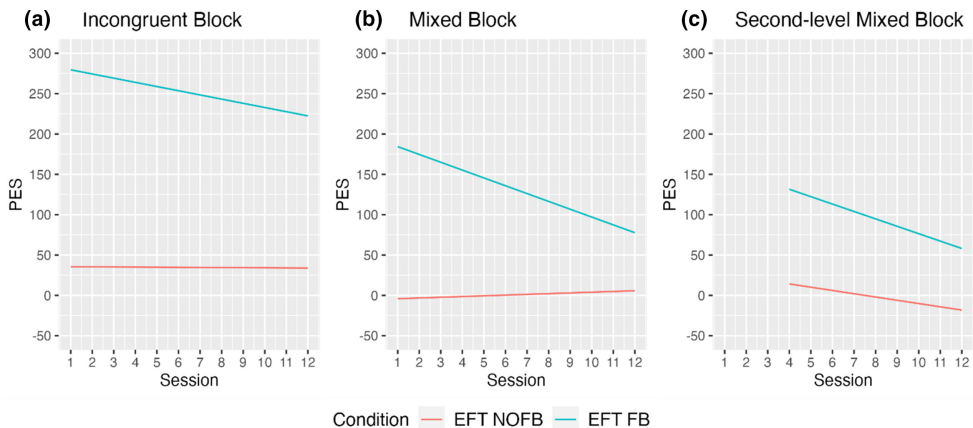 (a) Incongruent Block
300
250
200
150
100
50
0
-50
PES
1 2 3 4 5 6 7 8 9 10 11 12
Session
(b) Mixed Block
300
250
200
150
100
50
0
-50
PES
1 2 3 4 5 6 7 8 9 10 11 12
Session
(c) Second-level Mixed Block
300
250
200
150
100
50
0
-50
PES
1 2 3 4 5 6 7 8 9 10 11 12
Session
Condition EFT NOFB EFT FB